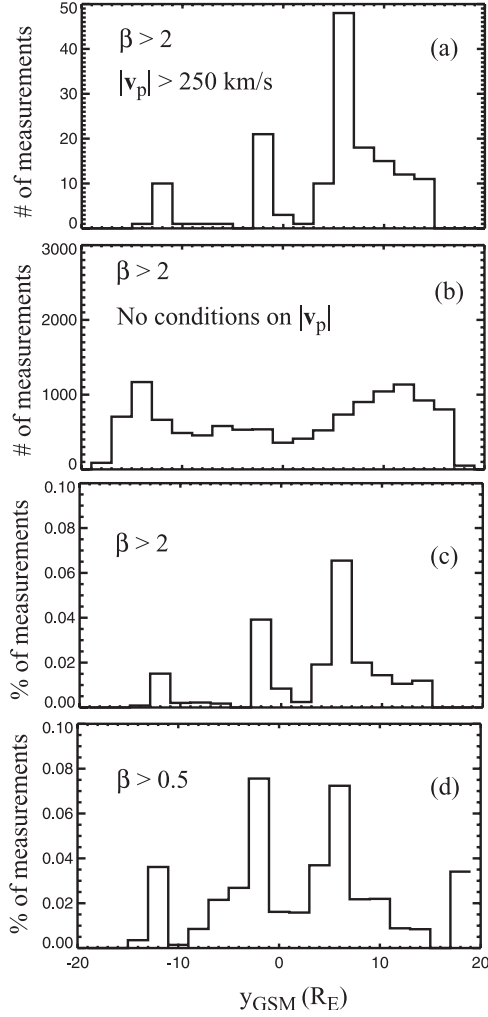 50
40
30
20
10
0
# of measurements
β > 2
|vp| > 250 km/s
(a)
3000
2000
1000
0
# of measurements
β > 2
No conditions on |vp|
(b)
0.10
0.08
0.06
0.04
0.02
0.00
% of measurements
β > 2
(c)
0.10
0.08
0.06
0.04
0.02
0.00
% of measurements
β > 0.5
(d)
-20 -10 0 10 20
yGSM (RE)